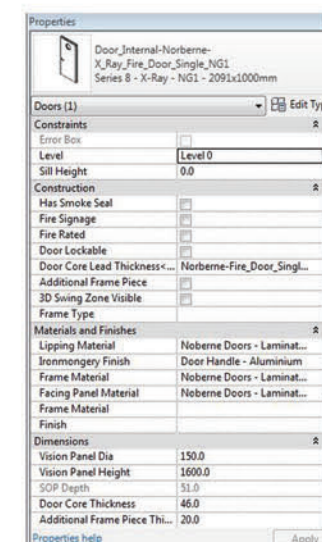 Properties
Door_Internal-Norberne-
X_Ray_Fire_Door_Single_NG1
Series 8 - X-Ray - NG1 - 2091x1000mm
Doors (1) Edit Typ
Constraints
Error Box
Level Level 0
Sill Height 0.0
Construction
Has Smoke Seal
Fire Signage
Fire Rated
Door Lockable
Door Core Lead Thickness<... Norberne-Fire_Door_Singl...
Additional Frame Piece
3D Swing Zone Visible
Frame Type
Materials and Finishes
Lipping Material Noberne Doors - Laminat...
Ironmongery Finish Door Handle - Aluminium
Frame Material Noberne Doors - Laminat...
Facing Panel Material Noberne Doors - Laminat...
Frame Material
Finish
Dimensions
Vision Panel Dia 150.0
Vision Panel Height 1600.0
SOP Depth 51.0
Door Core Thickness 46.0
Additional Frame Piece Thi... 20.0
Properties help Apply